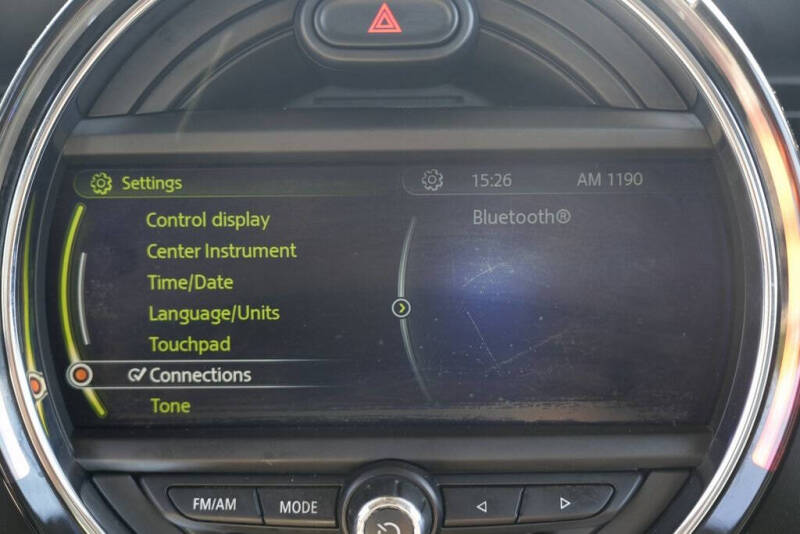 Settings
15:26 AM 1190
Control display
Bluetooth®
Center Instrument
Time/Date
Language/Units
Touchpad
Connections
Tone
FM/AM MODE